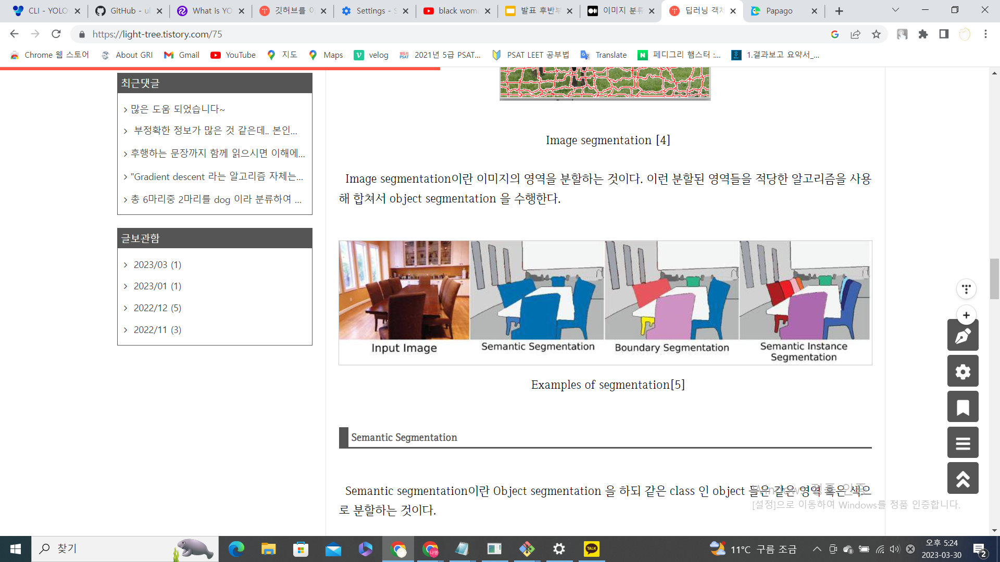 CLI - YOLO
GitHub - ul
What is YO
깃허브를 이
Settings - S
black woma
발표 후반부
이미지 분류
딥러닝 객체
Papago
https://light-tree.tistory.com/75
Chrome 웹 스토어
About GRI
Gmail
YouTube
지도
Maps
velog
2021년 5급 PSAT...
PSAT LEET 공부법
Translate
페디그리 햄스터 :...
1.결과보고 요약서_...
최근댓글
많은 도움 되었습니다~
부정확한 정보가 많은 것 같은데.. 본인...
후행하는 문장까지 함께 읽으시면 이해에...
"Gradient descent 라는 알고리즘 자체는...
총 6마리중 2마리를 dog 이라 분류하여 ...
글보관함
2023/03 (1)
2023/01 (1)
2022/12 (5)
2022/11 (3)
Image segmentation [4]
Image segmentation이란 이미지의 영역을 분할하는 것이다. 이런 분할된 영역들을 적당한 알고리즘을 사용
해 합쳐서 object segmentation 을 수행한다.
Input Image
Semantic Segmentation
Boundary Segmentation
Semantic Instance
Segmentation
Examples of segmentation[5]
Semantic Segmentation
Semantic segmentation이란 Object segmentation 을 하되 같은 class 인 object 들은 같은 영역 혹은 색으
로 분할하는 것이다.
Windows 정품 인증
[설정]으로 이동하여 Windows를 정품 인증합니다.
찾기
TALK
11°C 구름 조금
오후 5:24
2023-03-30
2